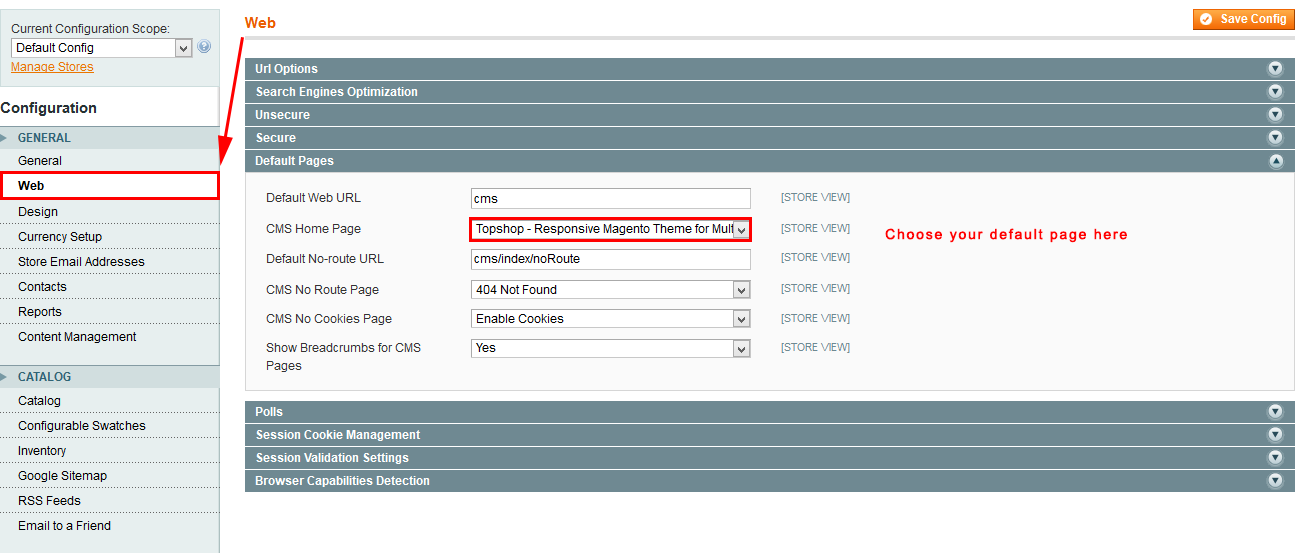 Current Configuration Scope:
Default Config
Manage Stores
Configuration
GENERAL
General
Web
Design
Currency Setup
Store Email Addresses
Contacts
Reports
Content Management
CATALOG
Catalog
Configurable Swatches
Inventory
Google Sitemap
RSS Feeds
Email to a Friend
Web
Save Config
Url Options
Search Engines Optimization
Unsecure
Secure
Default Pages
Default Web URL cms [STORE VIEW]
CMS Home Page Topshop - Responsive Magento Theme for Mult [STORE VIEW] Choose your default page here
Default No-route URL cms/index/noRoute [STORE VIEW]
CMS No Route Page 404 Not Found [STORE VIEW]
CMS No Cookies Page Enable Cookies [STORE VIEW]
Show Breadcrumbs for CMS Yes [STORE VIEW]
Pages
Polls
Session Cookie Management
Session Validation Settings
Browser Capabilities Detection